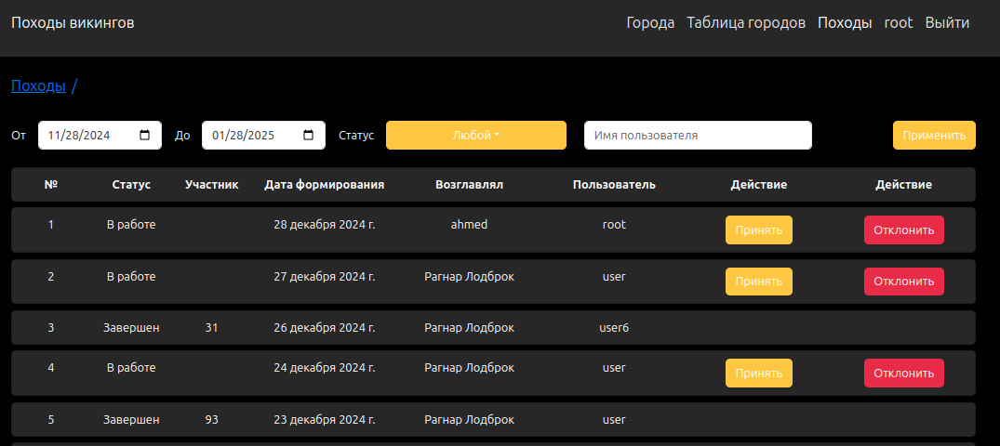 Походы викингов Города Таблица городов Походы root Выйти
Походы /
От 11/28/2024 До 01/28/2025 Статус Любой Имя пользователя Применить
№ Статус Участник Дата формирования Возглавлял Пользователь Действие Действие
1 В работе 28 декабря 2024 г. ahmed root Принять Отклонить
2 В работе 27 декабря 2024 г. Рагнар Лодброк user Принять Отклонить
3 Завершен 31 26 декабря 2024 г. Рагнар Лодброк user6
4 В работе 24 декабря 2024 г. Рагнар Лодброк user Принять Отклонить
5 Завершен 93 23 декабря 2024 г. Рагнар Лодброк user